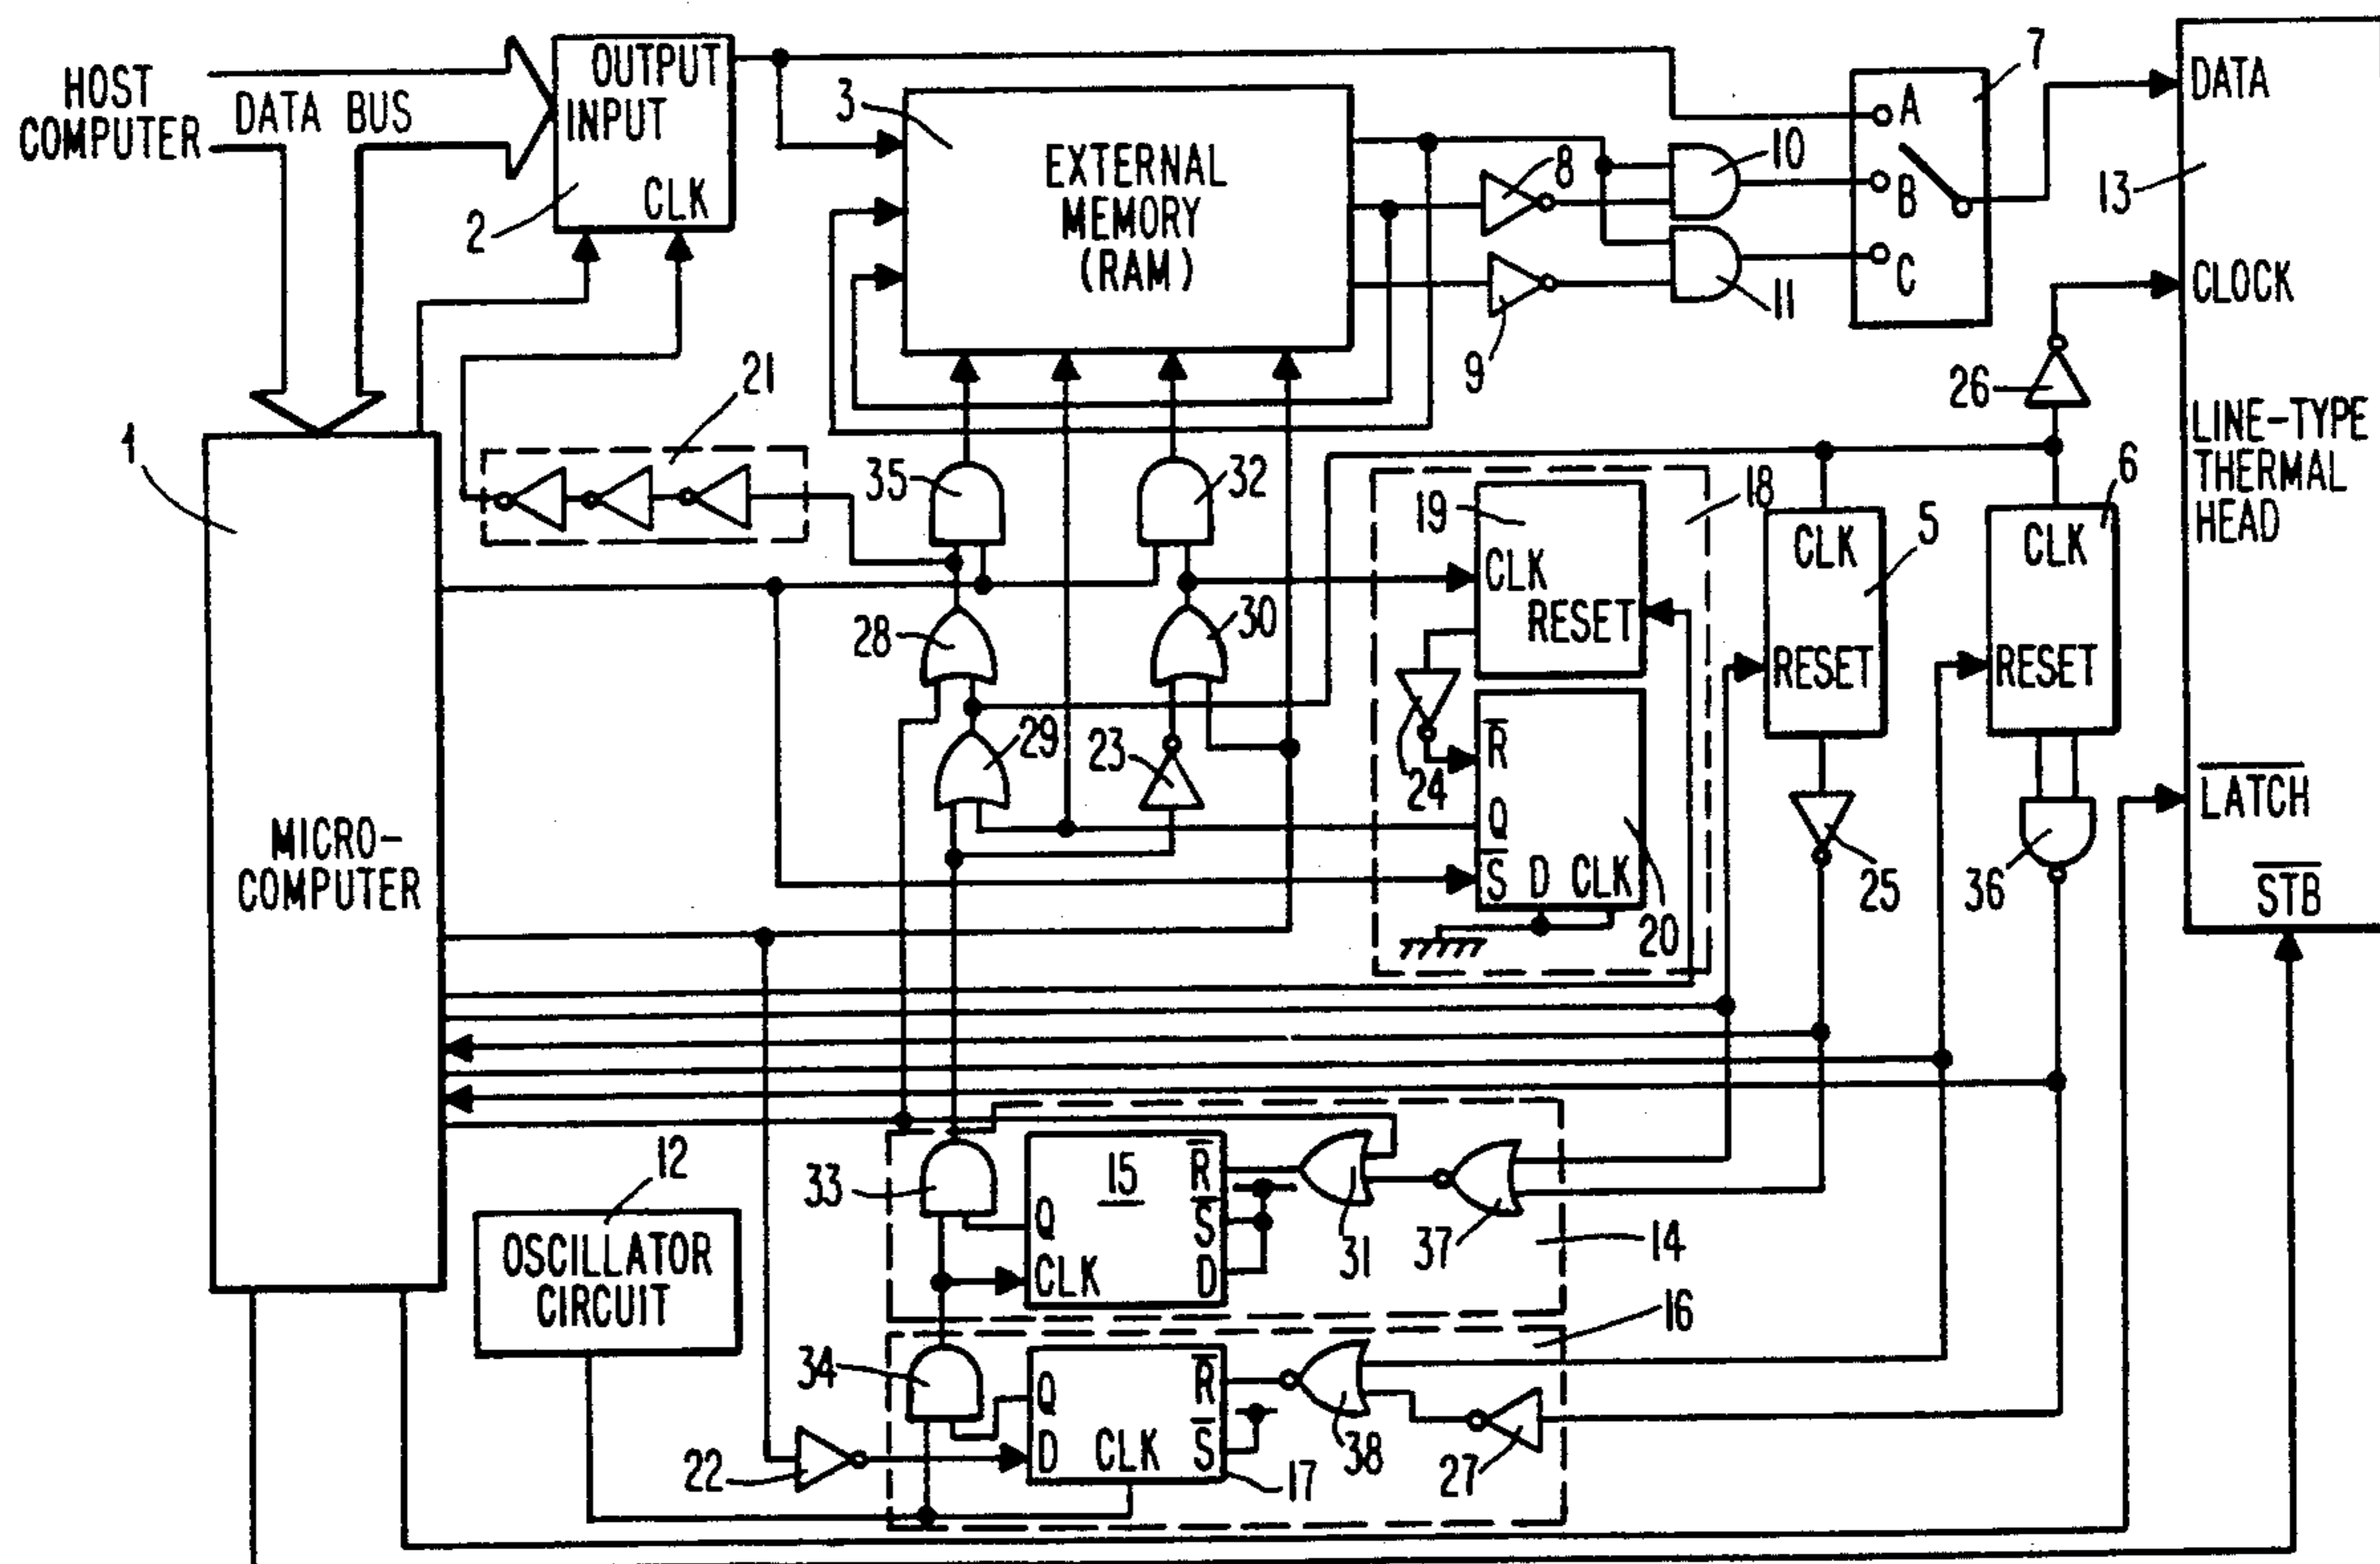 HOST
COMPUTER
DATA BUS
OUTPUT
INPUT
CLK
2
3
EXTERNAL
MEMORY
(RAM)
8
9
10
11
7
A
B
C
DATA
13
CLOCK
LINE-TYPE
THERMAL
HEAD
LATCH
STB
26
1
21
35
32
19
18
CLK
RESET
5
CLK
RESET
6
CLK
RESET
28
30
29
23
24
R
Q
S D CLK
20
25
36
MICRO-
COMPUTER
12
OSCILLATOR
CIRCUIT
33
15
R
S
Q
CLK
D
31
37
14
16
34
Q
R
D
CLK
S
17
38
27
22